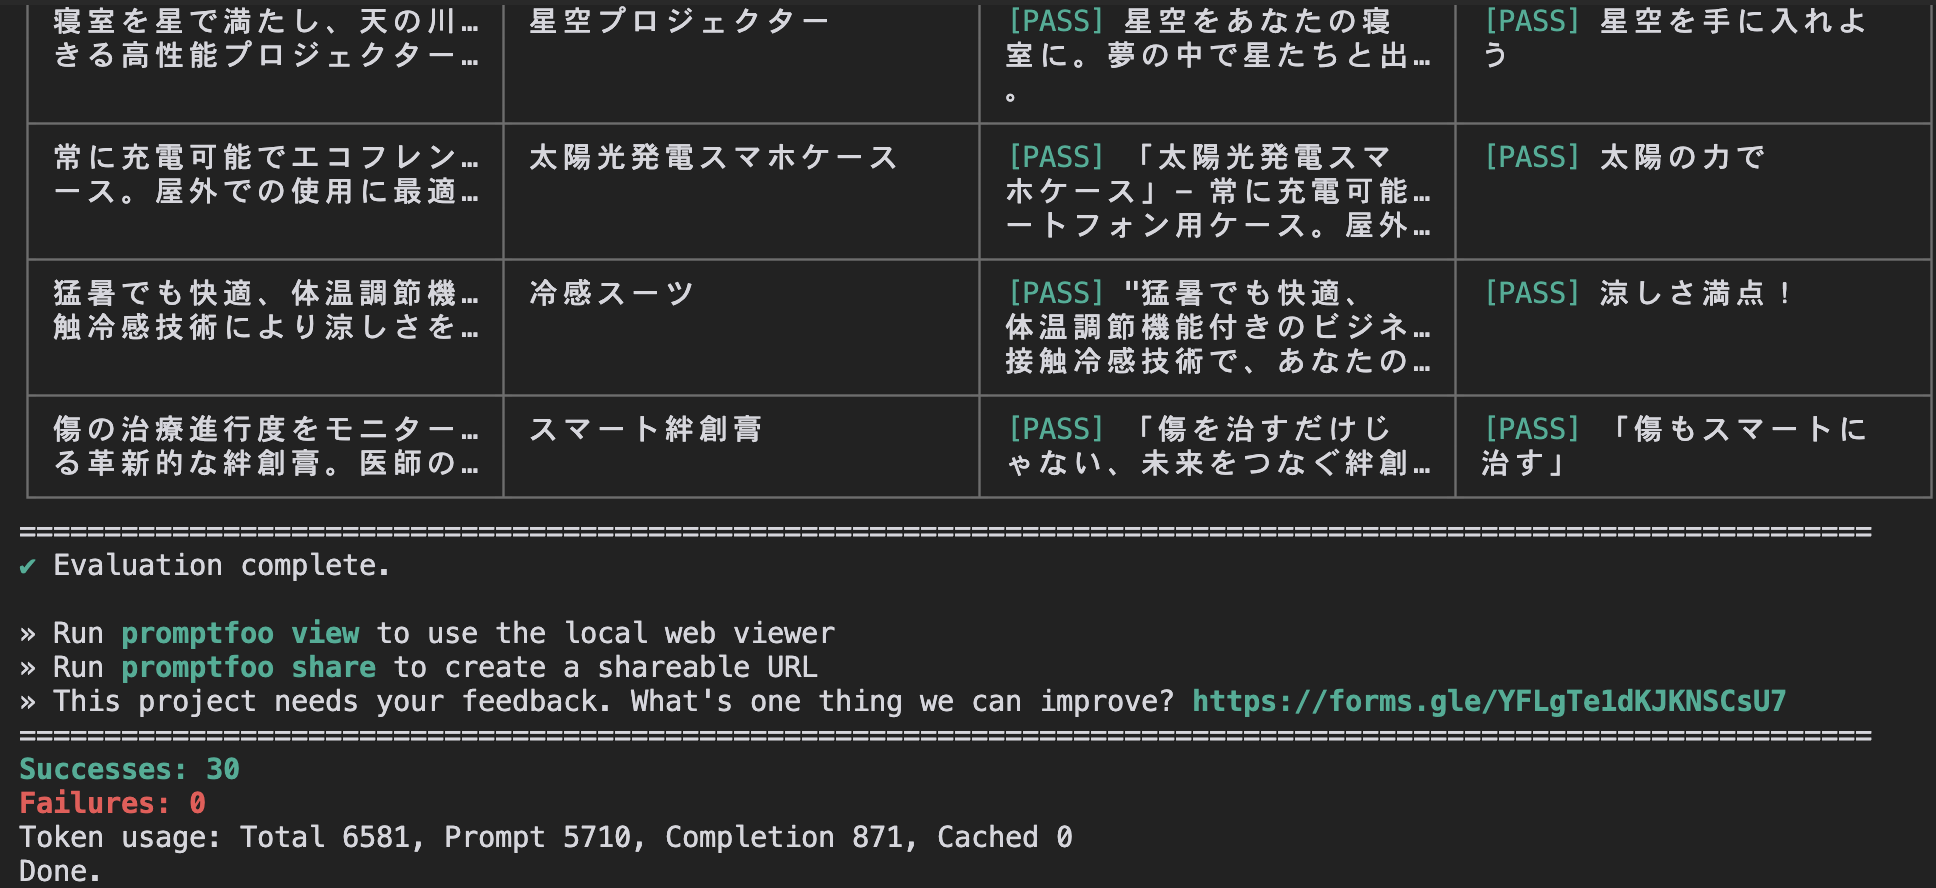 寝室を星で満たし、天の川… 星空プロジェクター [PASS] 星空をあなたの寝 [PASS] 星空を手に入れよ
きる高性能プロジェクター… 室に。夢の中で星たちと出… う
。
常に充電可能でエコフレン… 太陽光発電スマホケース [PASS] 「太陽光発電スマ [PASS] 太陽の力で
ース。屋外での使用に最適… ホケース」– 常に充電可能…
ートフォン用ケース。屋外…
猛暑でも快適、体温調節機… 冷感スーツ [PASS] "猛暑でも快適、 [PASS] 涼しさ満点！
触冷感技術により涼しさを… 体温調節機能付きのビジネ…
接触冷感技術で、あなたの…
傷の治療進行度をモニター… スマート絆創膏 [PASS] 「傷を治すだけじ [PASS] 「傷もスマートに
る革新的な絆創膏。医師の… ゃない、未来をつなぐ絆創… 治す」
=============================================================================================================
✔ Evaluation complete.
» Run promptfoo view to use the local web viewer
» Run promptfoo share to create a shareable URL
» This project needs your feedback. What's one thing we can improve? https://forms.gle/YFLgTe1dKJKNSCsU7
=============================================================================================================
Successes: 30
Failures: 0
Token usage: Total 6581, Prompt 5710, Completion 871, Cached 0
Done.